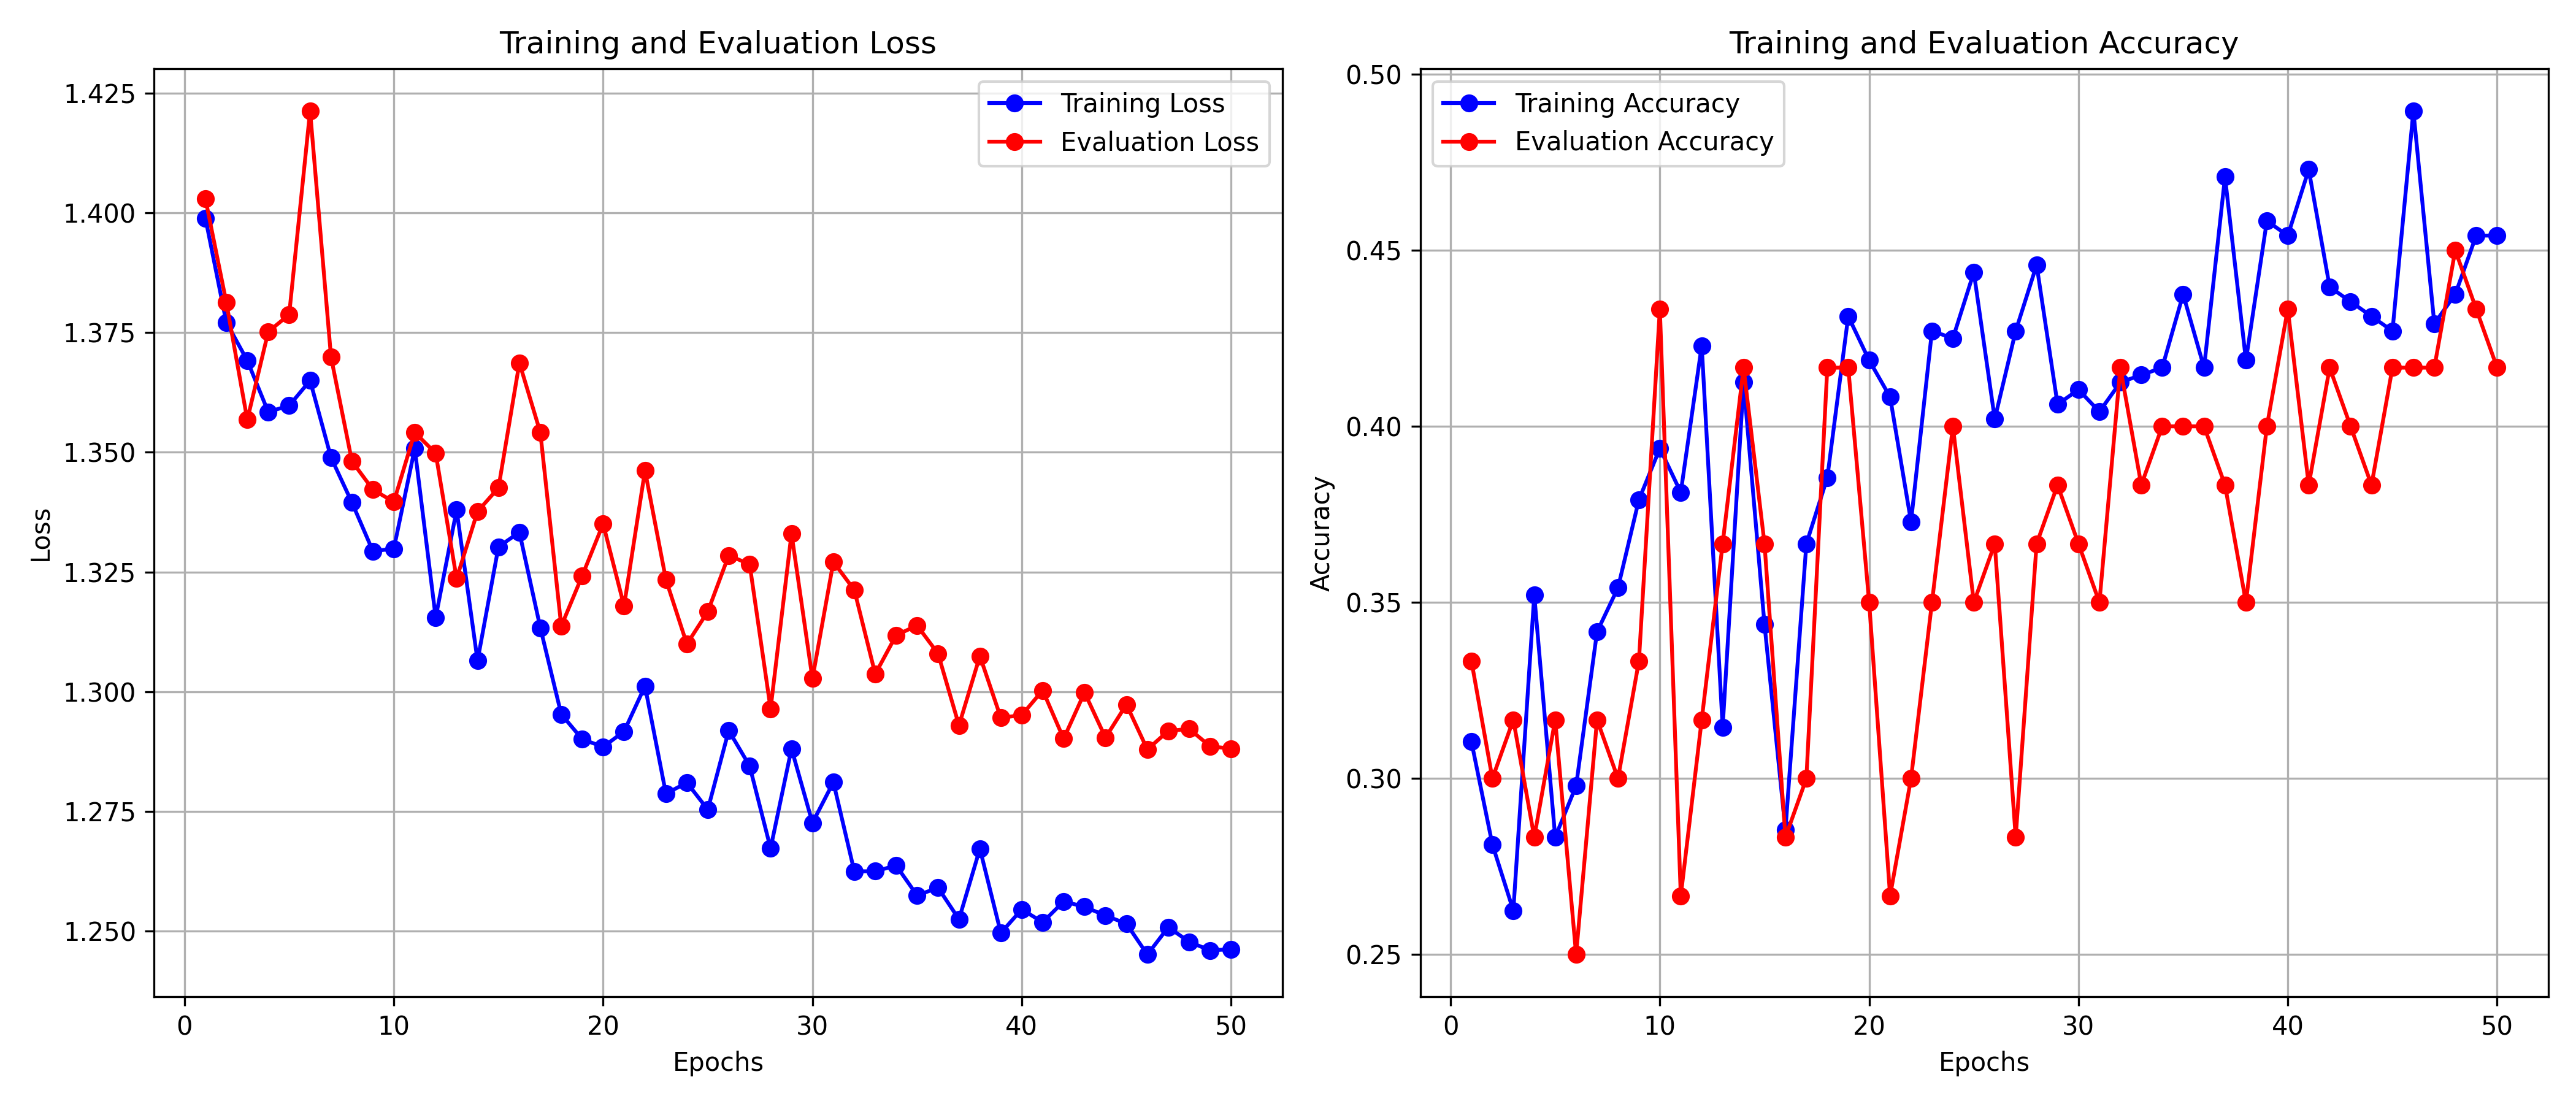 Training and Evaluation Loss
Training Loss
Evaluation Loss
1.425
1.400
1.375
1.350
1.325
1.300
1.275
1.250
Loss
0 10 20 30 40 50
Epochs
Training and Evaluation Accuracy
Training Accuracy
Evaluation Accuracy
0.50
0.45
0.40
0.35
0.30
0.25
Accuracy
0 10 20 30 40 50
Epochs